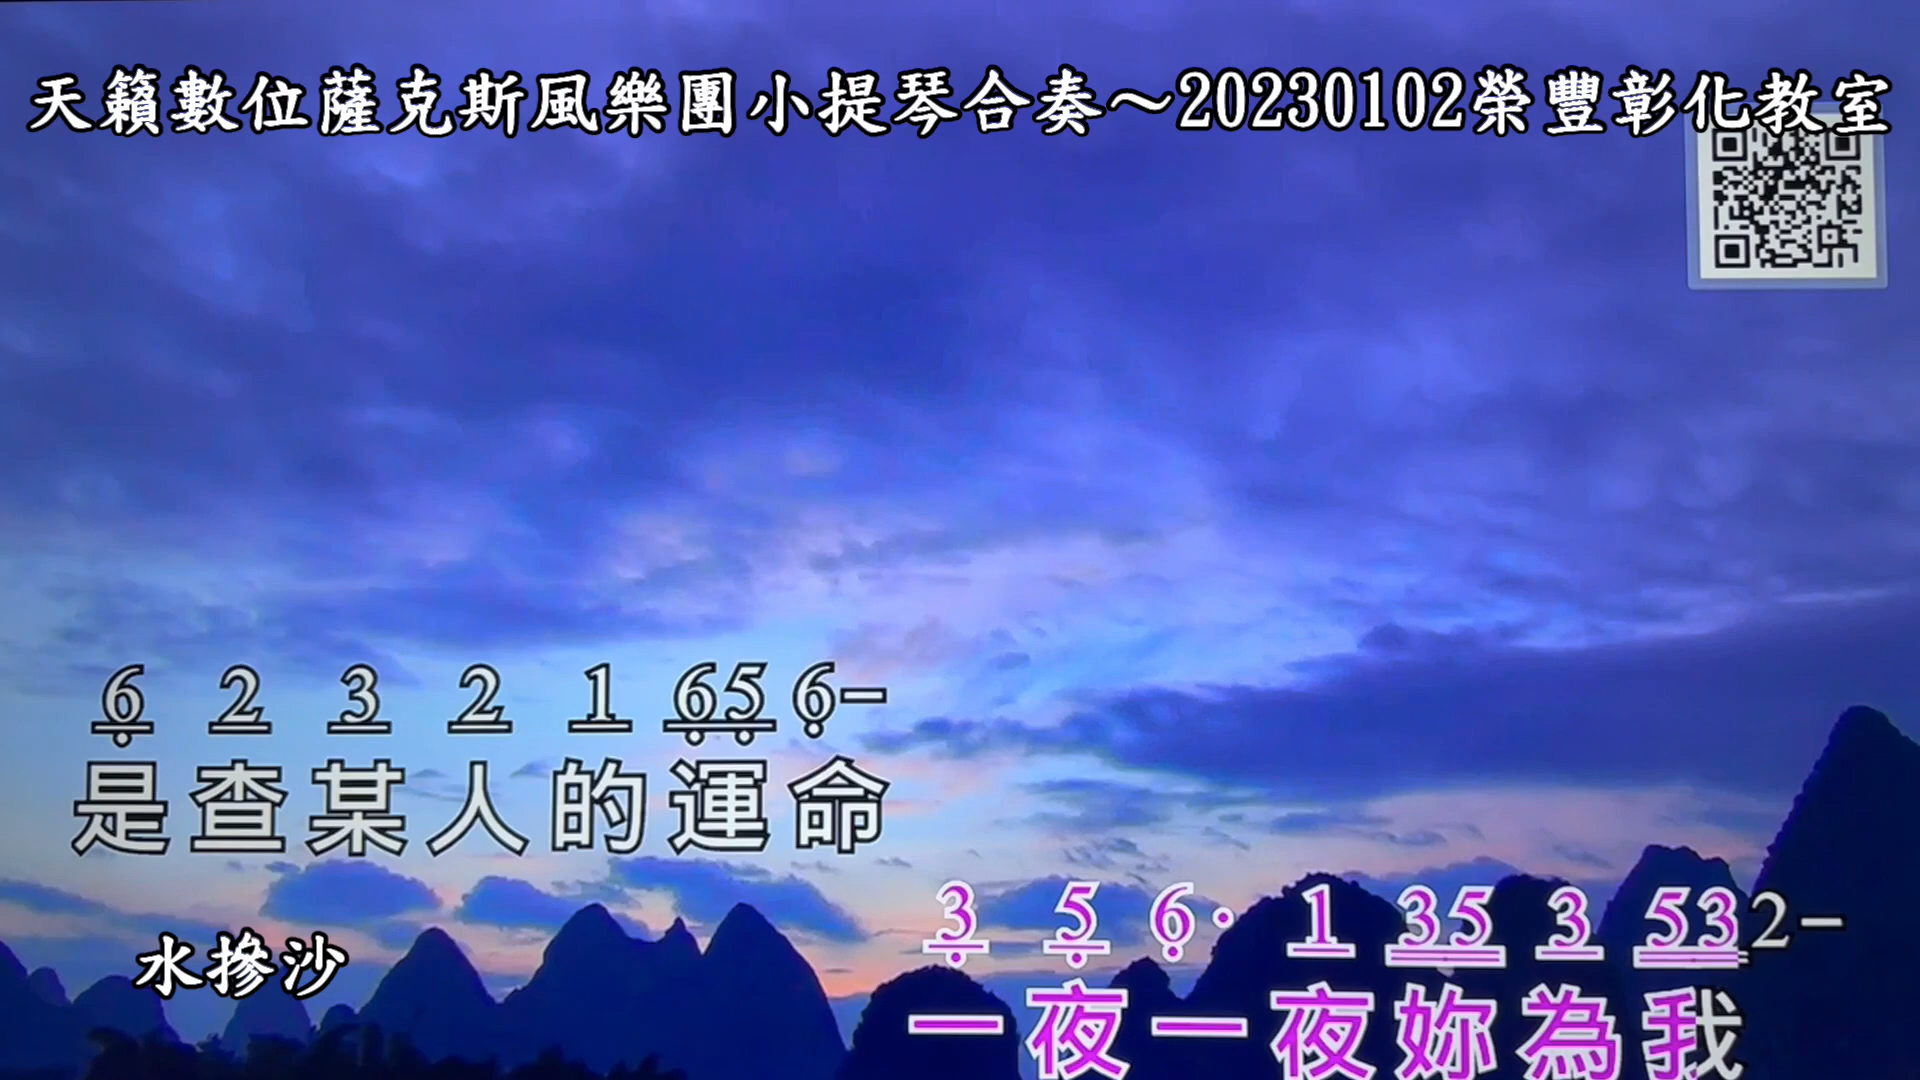 天籟數位薩克斯風樂團小提琴合奏～20230102榮豐彰化教室
6 2 3 2 1 65 6-
是查某人的運命
水摻沙
3 5 6· 1 35 3 532-
一夜一夜妳為我